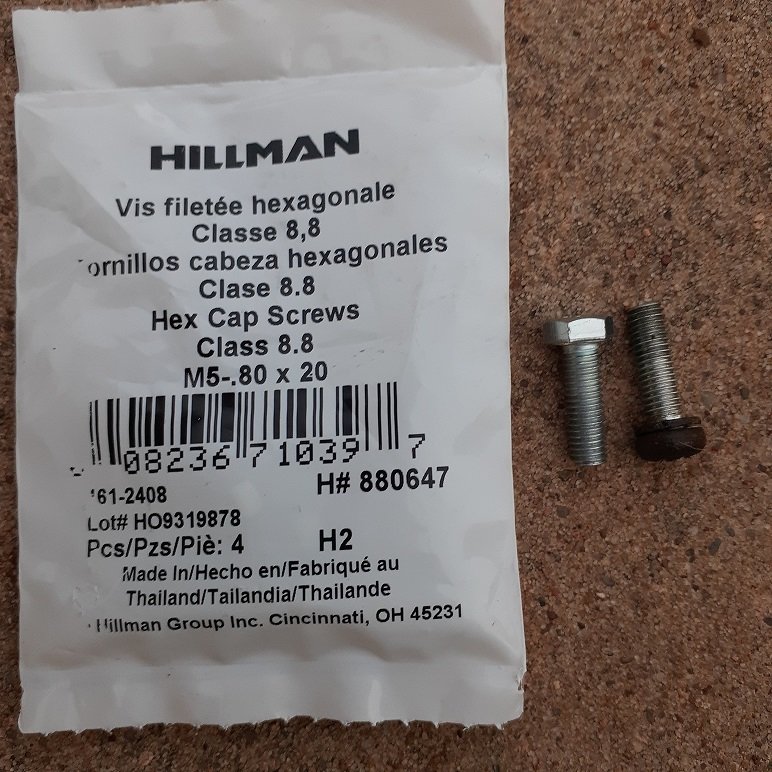 HILLMAN
Vis filetée hexagonale
Classe 8,8
ornillos cabeza hexagonales
Clase 8.8
Hex Cap Screws
Class 8.8
M5-.80 x 20
08236 71039 7
61-2408
H# 880647
Lot# HO9319878
Pcs/Pzs/Piè: 4 H2
Made In/Hecho en/Fabriqué au
Thailand/Tailandia/Thaïlande
Hillman Group Inc. Cincinnati, OH 45231